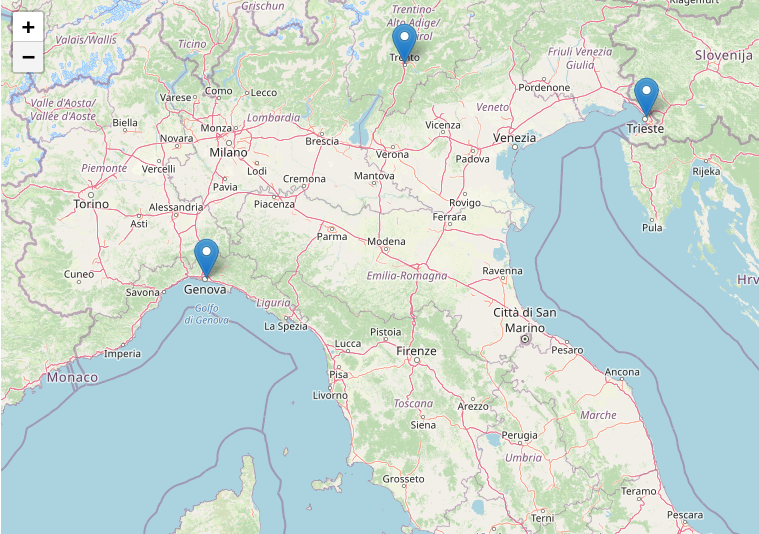 Grischun
Trentino-
Alto Adige/
Klagenfurt
+
−
Valais/Wallis
Ticino
Trento
Friuli Venezia
Giulia
Slovenija
Valle d'Aosta/
Vallée d'Aoste
Varese
Como
Lecco
Pordenone
Biella
Lombardia
Veneto
Novara
Monza
Brescia
Vicenza
Venezia
Trieste
Milano
Piemonte
Vercelli
Lodi
Verona
Padova
Rijeka
Pavia
Cremona
Mantova
Torino
Alessandria
Piacenza
Rovigo
Asti
Ferrara
Pula
Parma
Modena
Cuneo
Emilia-Romagna
Ravenna
Savona
Genova
Liguria
Golfo
di Genova
La Spezia
Città di San
Marino
Imperia
Pistoia
Lucca
Firenze
Pesaro
Monaco
Pisa
Ancona
Livorno
Toscana
Arezzo
Marche
Siena
Perugia
Umbria
Grosseto
Teramo
Terni
Pescara